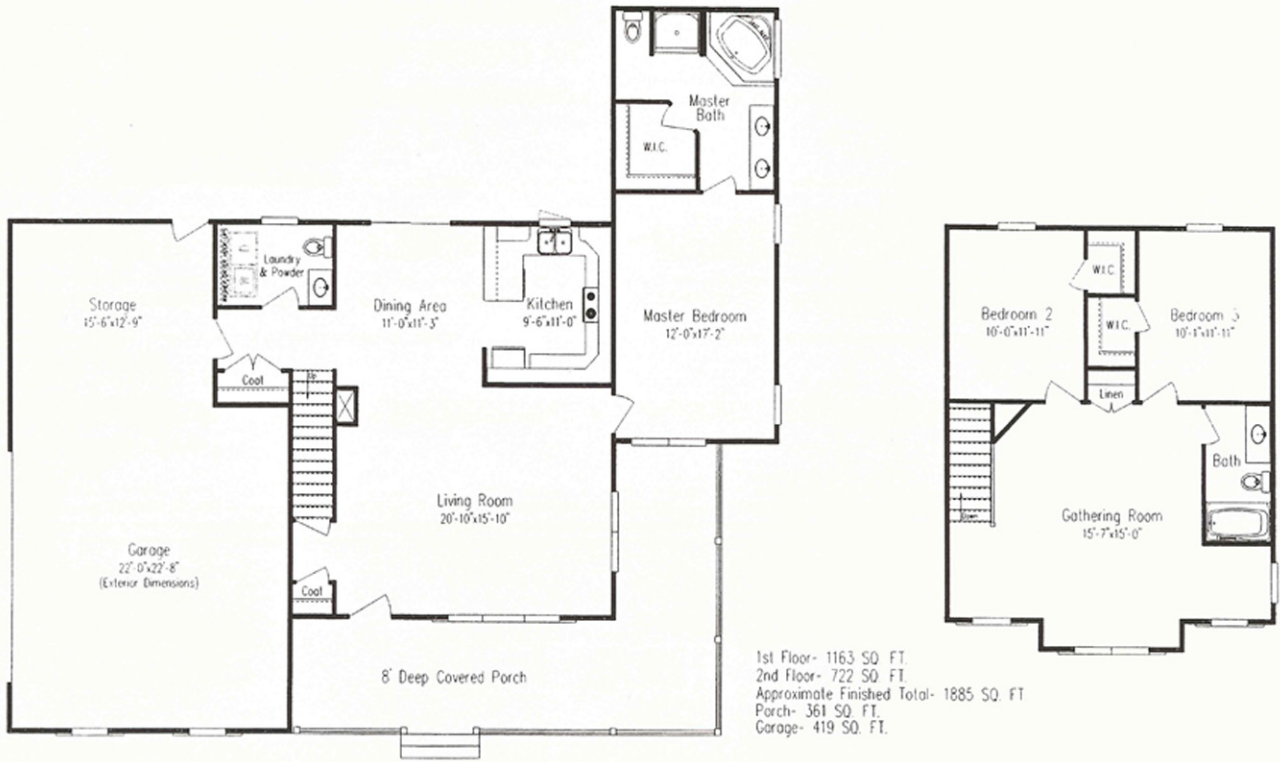 Master
Bath
W.I.C.
Storage
15'-6"x12'-9"
Laundry
& Powder
Dining Area
11'-0"x11'-3"
Kitchen
9'-6"x11'-0"
Master Bedroom
12'-0"x17'-2"
Coat
Up
Living Room
20'-10"x15'-10"
Garage
22'-0"x22'-8"
(Exterior Dimensions)
Coat
8' Deep Covered Porch
W.I.C.
Bedroom 2
10'-0"x11'-11"
W.I.C.
Bedroom 3
10'-1"x11'-11"
Linen
Bath
Down
Gathering Room
15'-7"x15'-0"
1st Floor- 1163 SQ. FT.
2nd Floor- 722 SQ. FT.
Approximate Finished Total- 1885 SQ. FT.
Porch- 361 SQ. FT.
Garage- 419 SQ. FT.